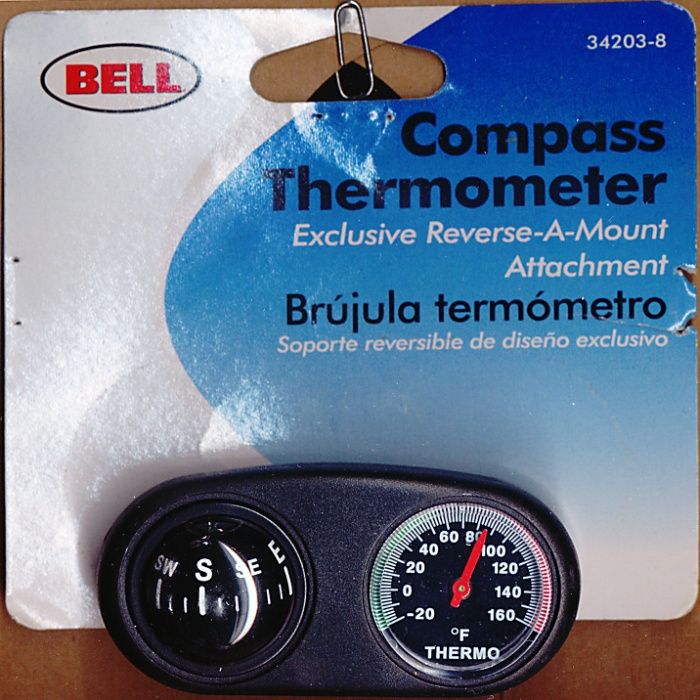 BELL
34203-8
Compass
Thermometer
Exclusive Reverse-A-Mount
Attachment
Brújula termómetro
Soporte reversible de diseño exclusivo
SW S SE E
-20 0 20 40 60 80 100 120 140 160
°F
THERMO